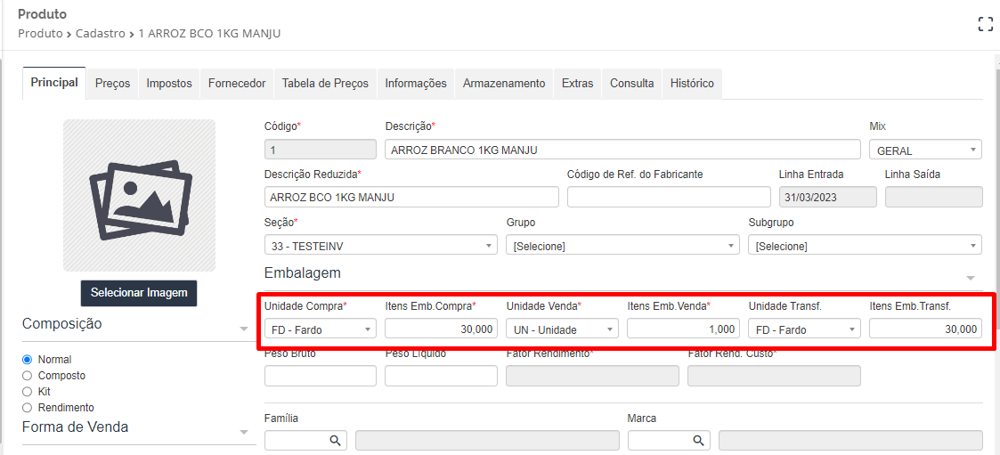 Produto
Produto > Cadastro > 1 ARROZ BCO 1KG MANJU
Principal Preços Impostos Fornecedor Tabela de Preços Informações Armazenamento Extras Consulta Histórico
Código* Descrição* Mix
1 ARROZ BRANCO 1KG MANJU GERAL
Descrição Reduzida* Código de Ref. do Fabricante Linha Entrada Linha Saída
ARROZ BCO 1KG MANJU 31/03/2023
Seção* Grupo Subgrupo
33 - TESTEINV [Selecione] [Selecione]
Embalagem
Selecionar Imagem
Unidade Compra* Itens Emb.Compra* Unidade Venda* Itens Emb.Venda* Unidade Transf. Itens Emb.Transf.
FD - Fardo 30,000 UN - Unidade 1,000 FD - Fardo 30,000
Composição
Peso Bruto Peso Líquido Fator Rendimento* Fator Rend. Custo*
Normal
Composto
Kit
Rendimento
Forma de Venda
Família Marca